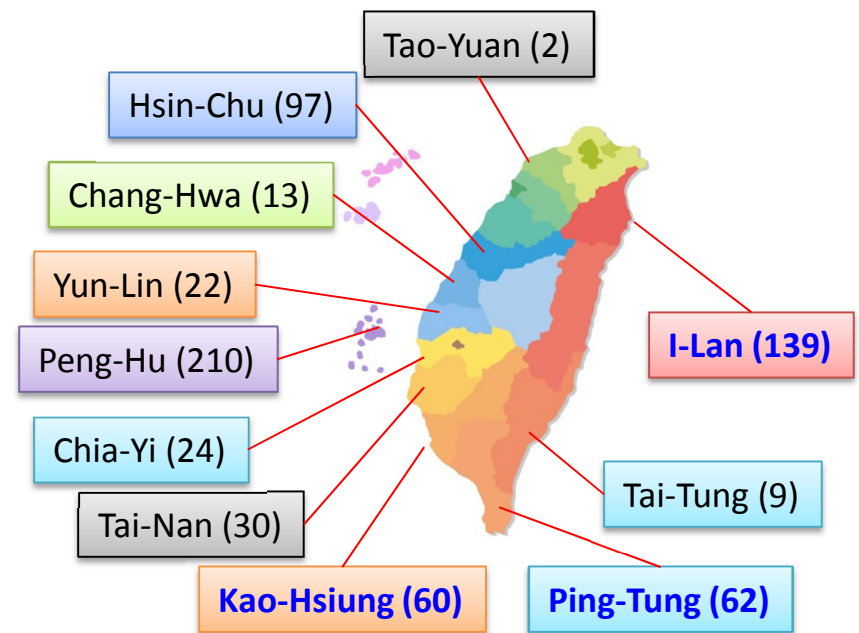 Tao-Yuan (2)
Hsin-Chu (97)
Chang-Hwa (13)
Yun-Lin (22)
Peng-Hu (210)
I-Lan (139)
Chia-Yi (24)
Tai-Tung (9)
Tai-Nan (30)
Kao-Hsiung (60)
Ping-Tung (62)